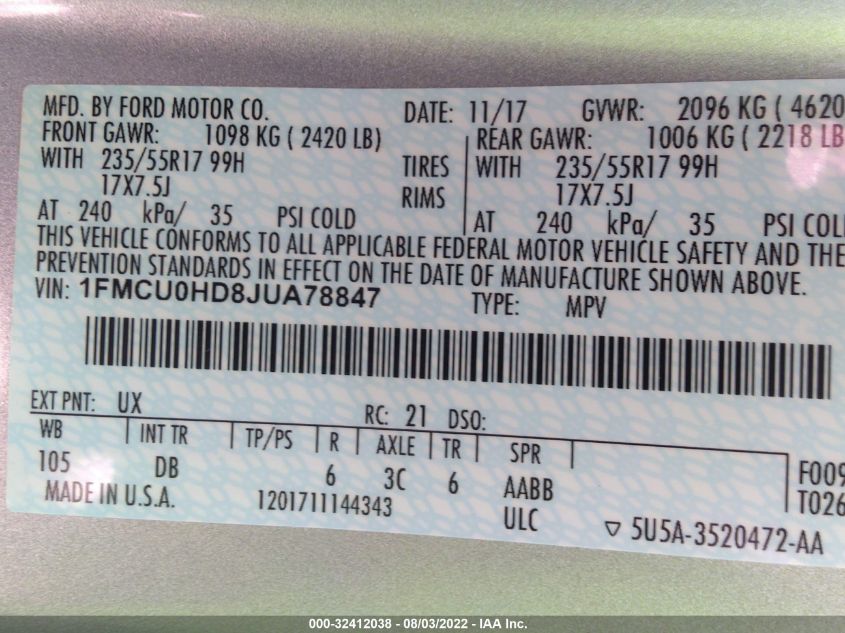 MFD. BY FORD MOTOR CO. DATE: 11/17 GVWR: 2096 KG ( 4620
FRONT GAWR: 1098 KG ( 2420 LB) REAR GAWR: 1006 KG ( 2218 LB
WITH 235/55R17 99H TIRES WITH 235/55R17 99H
17X7.5J RIMS 17X7.5J
AT 240 kPa/ 35 PSI COLD AT 240 kPa/ 35 PSI COL
THIS VEHICLE CONFORMS TO ALL APPLICABLE FEDERAL MOTOR VEHICLE SAFETY AND THE
PREVENTION STANDARDS IN EFFECT ON THE DATE OF MANUFACTURE SHOWN ABOVE.
VIN: 1FMCU0HD8JUA78847 TYPE: MPV
EXT PNT: UX RC: 21 DSO:
WB INT TR TP/PS R AXLE TR SPR
105 DB 6 3C 6 AABB F009
MADE IN U.S.A. 1201711144343 ULC T026
▽ 5U5A-3520472-AA
000-32412038 - 08/03/2022 - IAA Inc.